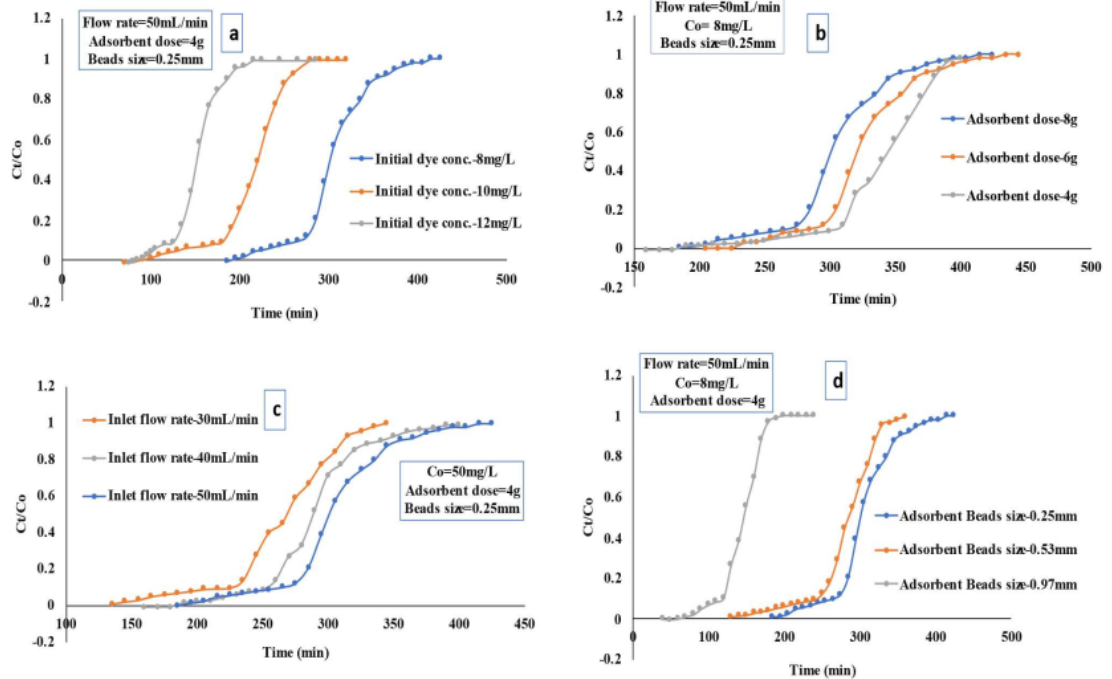 Flow rate=50mL/min
Adsorbent dose=4g
Beads size=0.25mm
a
1.2
1
0.8
0.6
0.4
0.2
0
-0.2
Ct/Co
0
100
200
300
400
500
Time (min)
Initial dye conc.-8mg/L
Initial dye conc.-10mg/L
Initial dye conc.-12mg/L
Flow rate=50mL/min
Co= 8mg/L
Beads size=0.25mm
b
1.2
1
0.8
0.6
0.4
0.2
0
-0.2
Ct/Co
150
200
250
300
350
400
450
500
Time (min)
Adsorbent dose-8g
Adsorbent dose-6g
Adsorbent dose-4g
c
1.2
1
0.8
0.6
0.4
0.2
0
-0.2
Ct/Co
Inlet flow rate-30mL/min
Inlet flow rate-40mL/min
Inlet flow rate-50mL/min
Co=50mg/L
Adsorbent dose=4g
Beads size=0.25mm
100
150
200
250
300
350
400
450
Time (min)
Flow rate=50mL/min
Co=8mg/L
Adsorbent dose=4g
d
1.2
1
0.8
0.6
0.4
0.2
0
-0.2
Ct/Co
Adsorbent Beads size-0.25mm
Adsorbent Beads size-0.53mm
Adsorbent Beads size-0.97mm
0
100
200
300
400
500
Time (min)